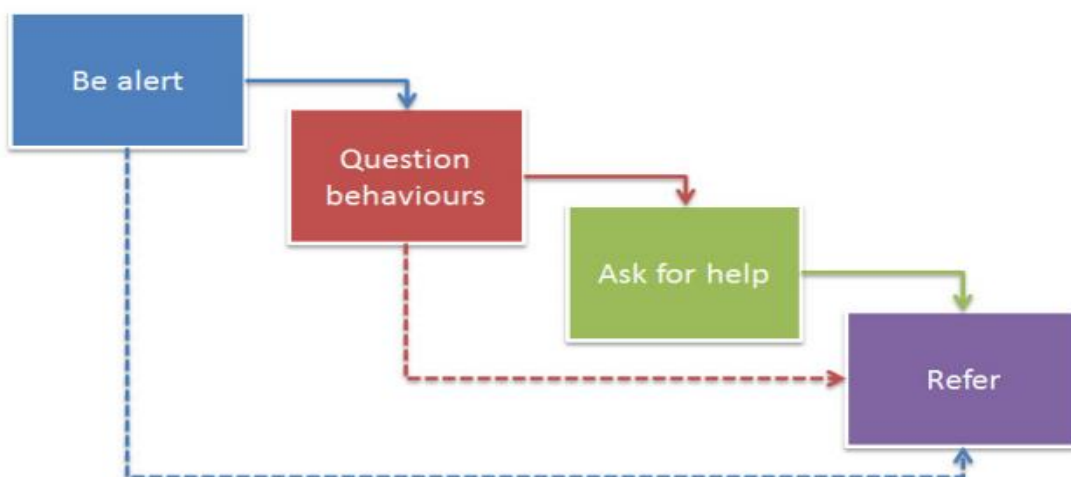 Be alert
Question
behaviours
Ask for help
Refer